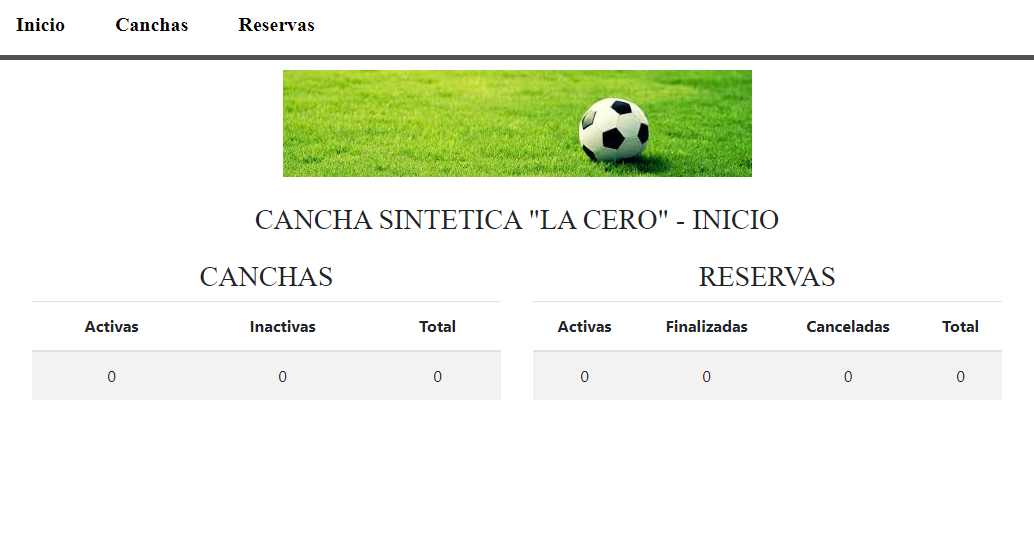 Inicio Canchas Reservas
CANCHA SINTETICA "LA CERO" - INICIO
CANCHAS
Activas Inactivas Total
0 0 0
RESERVAS
Activas Finalizadas Canceladas Total
0 0 0 0